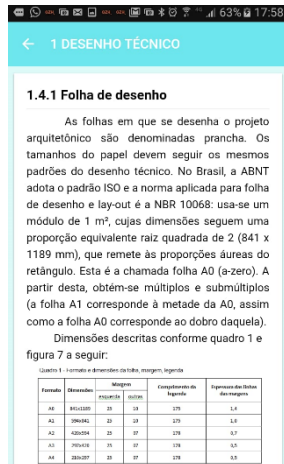 63% 17:58
← 1 DESENHO TÉCNICO
1.4.1 Folha de desenho
As folhas em que se desenha o projeto
arquitetônico são denominadas prancha. Os
tamanhos do papel devem seguir os mesmos
padrões do desenho técnico. No Brasil, a ABNT
adota o padrão ISO e a norma aplicada para folha
de desenho e lay-out é a NBR 10068: usa-se um
módulo de 1 m², cujas dimensões seguem uma
proporção equivalente raiz quadrada de 2 (841 x
1189 mm), que remete às proporções áureas do
retângulo. Esta é a chamada folha A0 (a-zero). A
partir desta, obtém-se múltiplos e submúltiplos
(a folha A1 corresponde à metade da A0, assim
como a folha A0 corresponde ao dobro daquela).
Dimensões descritas conforme quadro 1 e
figura 7 a seguir:
Quadro 1 - Formato e dimensões da folha, margem, legenda
Formato Dimensões Margem Comprimento da legenda Espessura das linhas das margens
esquerda outras
A0 841x1189 25 10 175 1,4
A1 594x841 25 10 175 1,0
A2 420x594 25 07 178 0,7
A3 297x420 25 07 178 0,5
A4 210x297 25 07 178 0,5